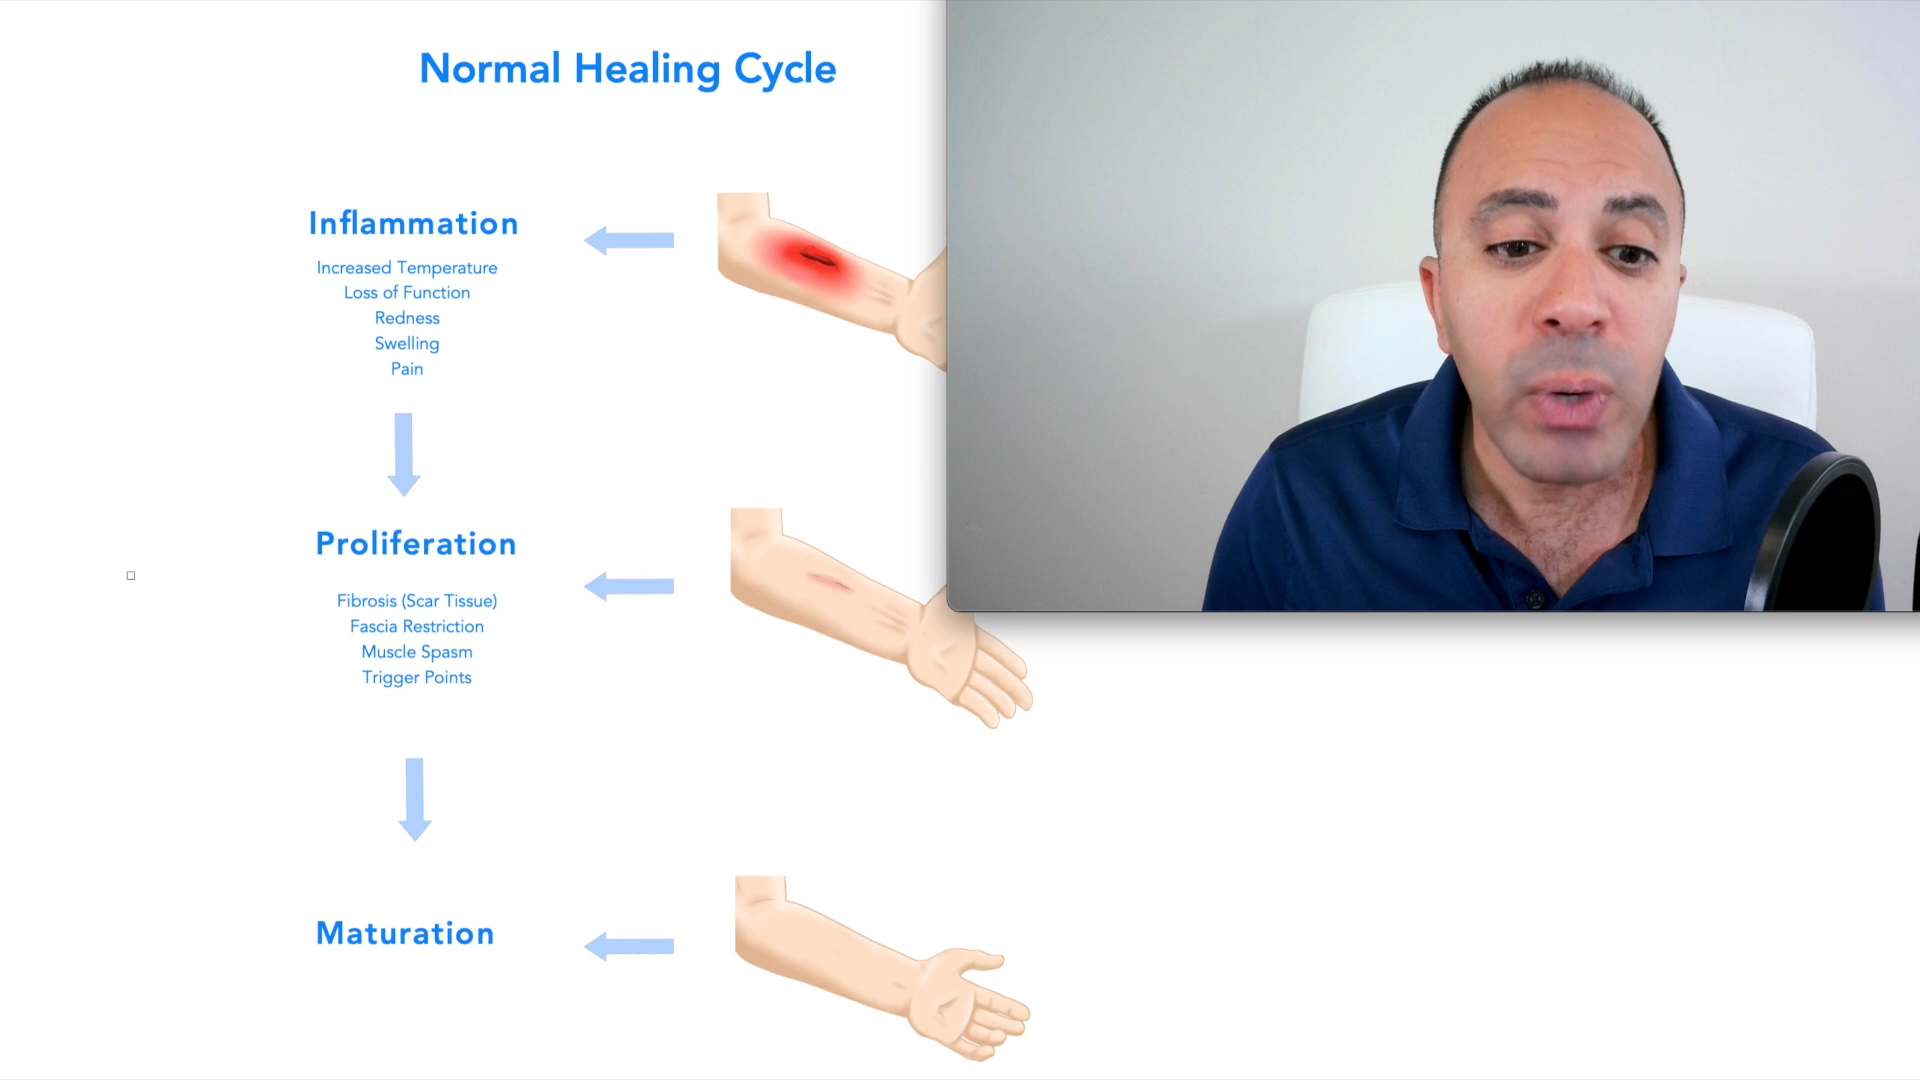 Normal Healing Cycle
Inflammation
Increased Temperature
Loss of Function
Redness
Swelling
Pain
Proliferation
Fibrosis (Scar Tissue)
Fascia Restriction
Muscle Spasm
Trigger Points
Maturation